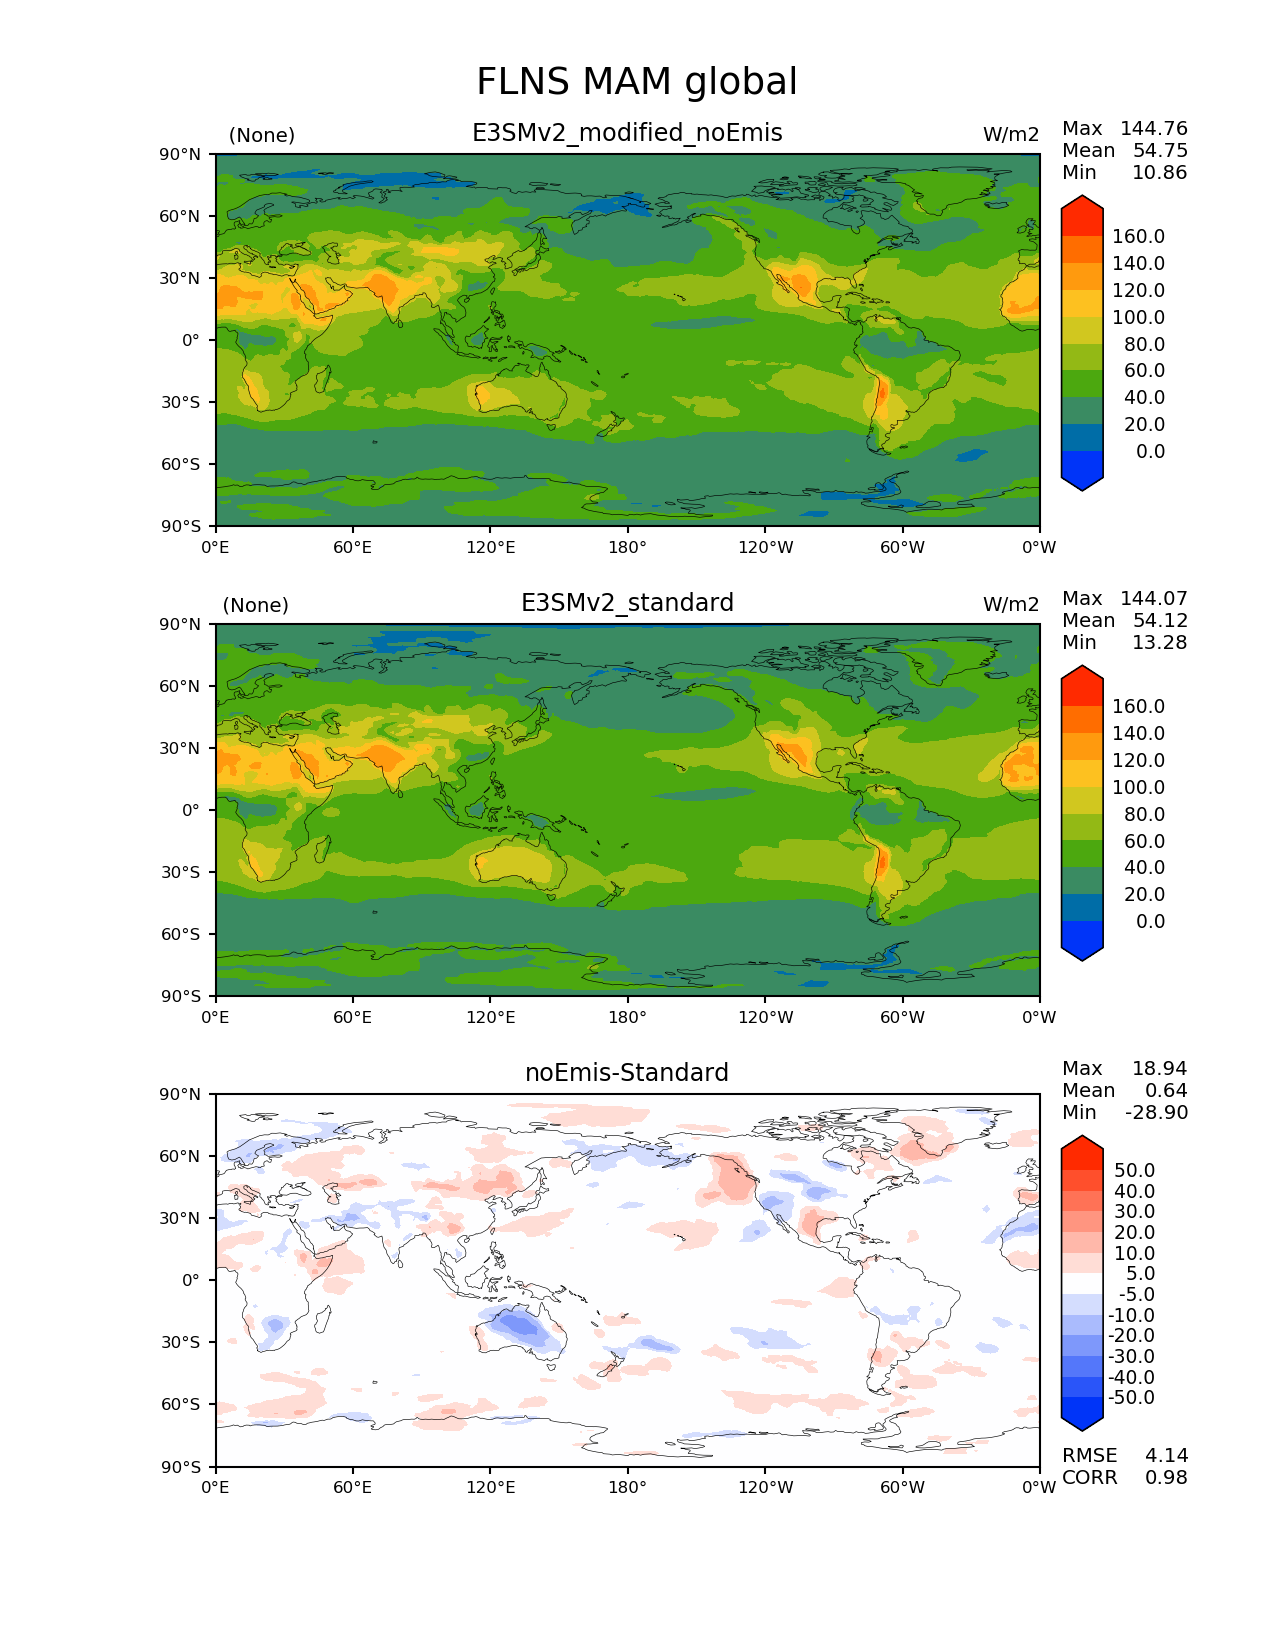 FLNS MAM global
(None) E3SMv2_modified_noEmis W/m2
Max 144.76
Mean 54.75
Min 10.86
90°N
60°N
30°N
0°
30°S
60°S
90°S
0°E 60°E 120°E 180° 120°W 60°W 0°W
160.0
140.0
120.0
100.0
80.0
60.0
40.0
20.0
0.0
(None) E3SMv2_standard W/m2
Max 144.07
Mean 54.12
Min 13.28
90°N
60°N
30°N
0°
30°S
60°S
90°S
0°E 60°E 120°E 180° 120°W 60°W 0°W
160.0
140.0
120.0
100.0
80.0
60.0
40.0
20.0
0.0
noEmis-Standard
Max 18.94
Mean 0.64
Min -28.90
90°N
60°N
30°N
0°
30°S
60°S
90°S
0°E 60°E 120°E 180° 120°W 60°W 0°W
50.0
40.0
30.0
20.0
10.0
5.0
-5.0
-10.0
-20.0
-30.0
-40.0
-50.0
RMSE 4.14
CORR 0.98